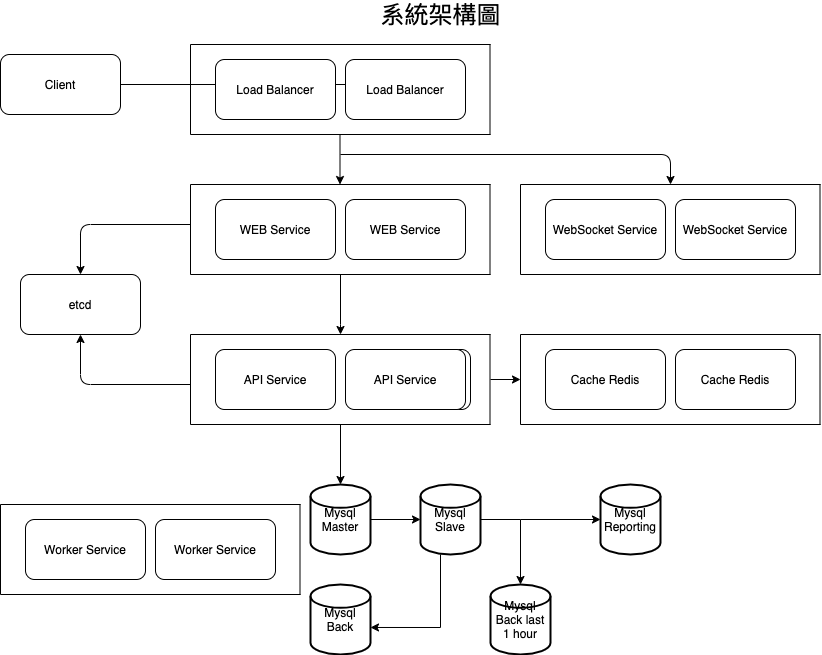 系統架構圖
Client
Load Balancer
Load Balancer
WEB Service
WEB Service
WebSocket Service
WebSocket Service
etcd
API Service
API Service
Cache Redis
Cache Redis
Mysql
Master
Mysql
Slave
Mysql
Reporting
Worker Service
Worker Service
Mysql
Back
Mysql
Back last
1 hour